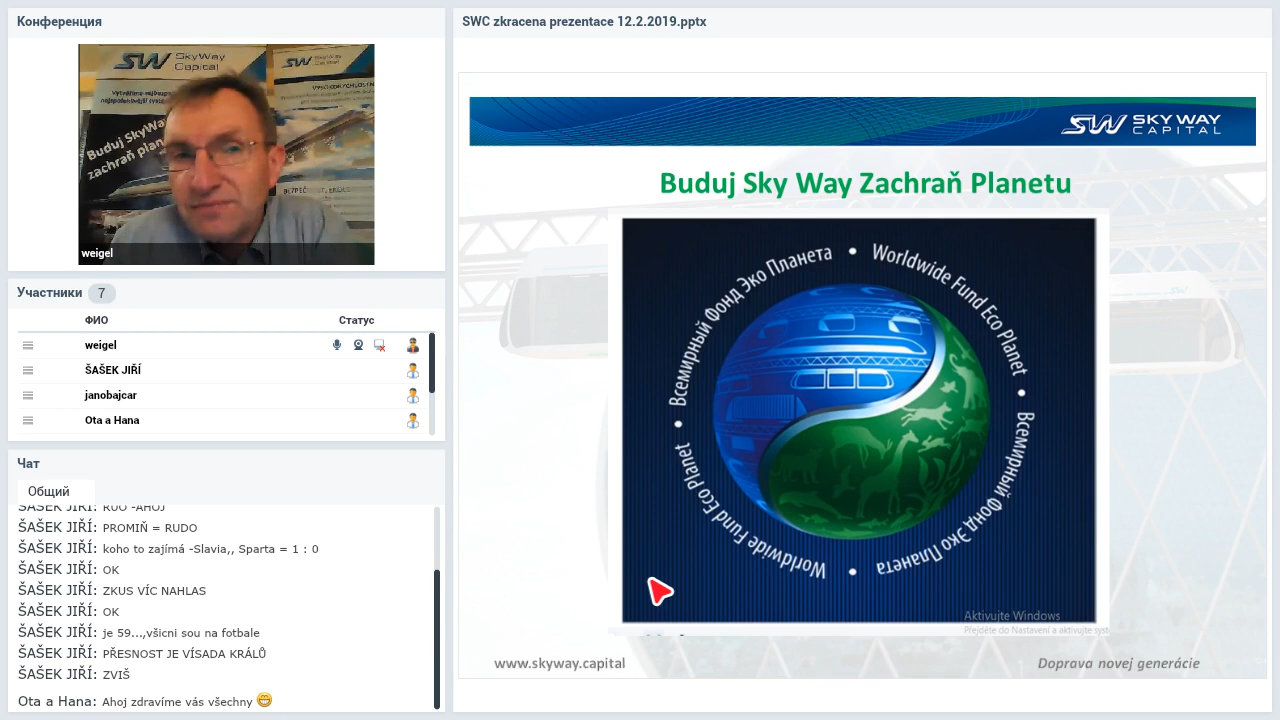 Конференция
SW SkyWay Capital
SW SkyWay Capital
Buduj SkyWa
zachraň plan
weigel
Участники 7
ФИО Статус
weigel
ŠAŠEK JIŘÍ
janobajcar
Ota a Hana
Чат
Общий
ŠAŠEK JIŘÍ: RUO -AHOJ
ŠAŠEK JIŘÍ: PROMIŇ = RUDO
ŠAŠEK JIŘÍ: koho to zajímá -Slavia,, Sparta = 1 : 0
ŠAŠEK JIŘÍ: OK
ŠAŠEK JIŘÍ: ZKUS VÍC NAHLAS
ŠAŠEK JIŘÍ: OK
ŠAŠEK JIŘÍ: je 59...,všicni sou na fotbale
ŠAŠEK JIŘÍ: PŘESNOST JE VÍSADA KRÁLŮ
ŠAŠEK JIŘÍ: ZVIŠ
Ota a Hana: Ahoj zdravíme vás všechny 😁
SWC zkracena prezentace 12.2.2019.pptx
SW SKY WAY CAPITAL
Buduj Sky Way Zachraň Planetu
Всемирный Фонд Эко Планета • Worldwide Fund Eco Planet •
Всемирный Фонд Эко Планета • Worldwide Fund Eco Planet •
Aktivujte Windows
Přejděte do Nastavení a aktivujte syst
www.skyway.capital
Doprava novej generácie